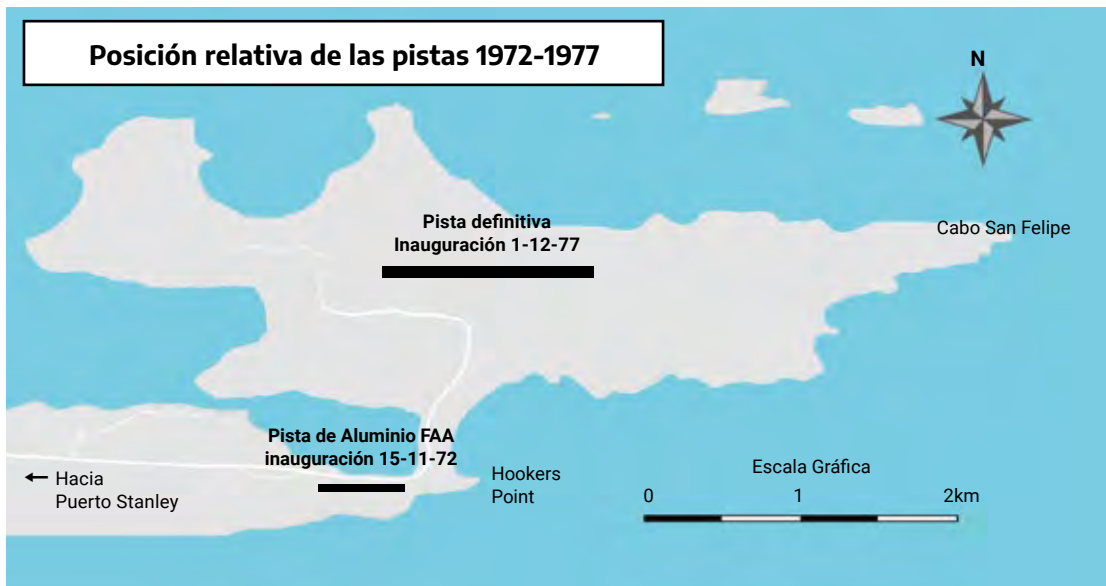 Posición relativa de las pistas 1972-1977
N
Pista definitiva
Inauguración 1-12-77
Cabo San Felipe
Pista de Aluminio FAA
inauguración 15-11-72
← Hacia
Puerto Stanley
Hookers
Point
Escala Gráfica
0 1 2km